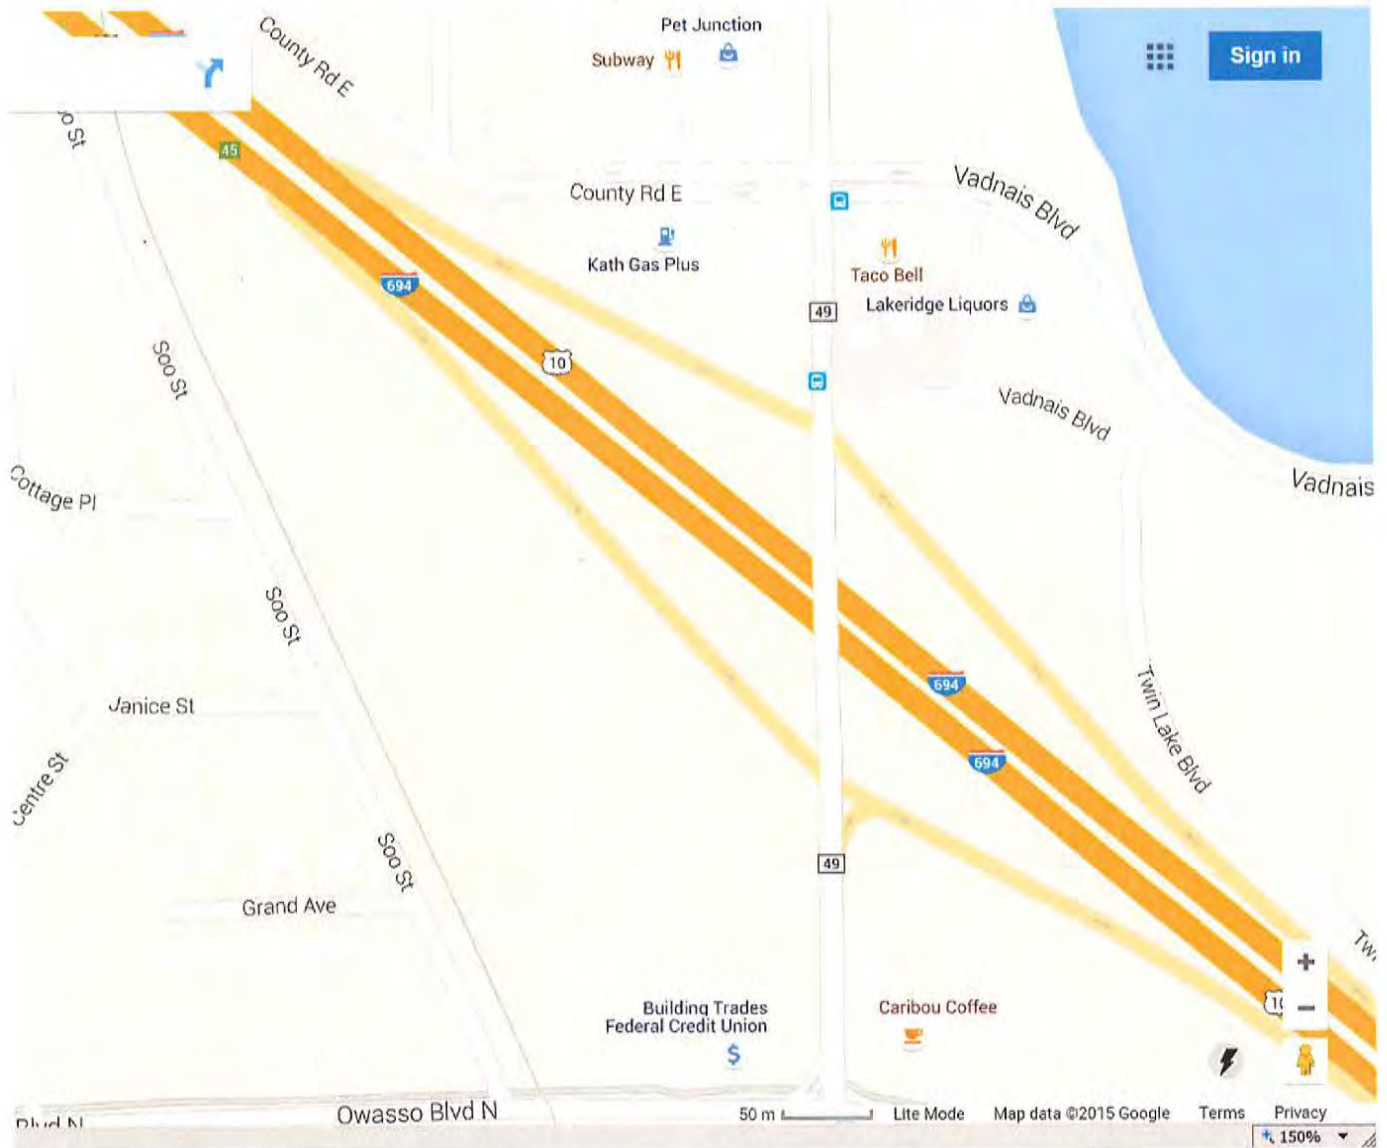 Pet Junction
County Rd E
Subway
Sign in
45
Vadnais Blvd
County Rd E
Kath Gas Plus
Taco Bell
694
49
Lakeridge Liquors
10
Soo St
Vadnais Blvd
Cottage Pl
Vadnais
Soo St
694
Twin Lake Blvd
Janice St
694
Centre St
49
Soo St
Grand Ave
+
−
Building Trades
Federal Credit Union
Caribou Coffee
$
Owasso Blvd N
50 m
Lite Mode
Map data ©2015 Google
Terms
Privacy
150%